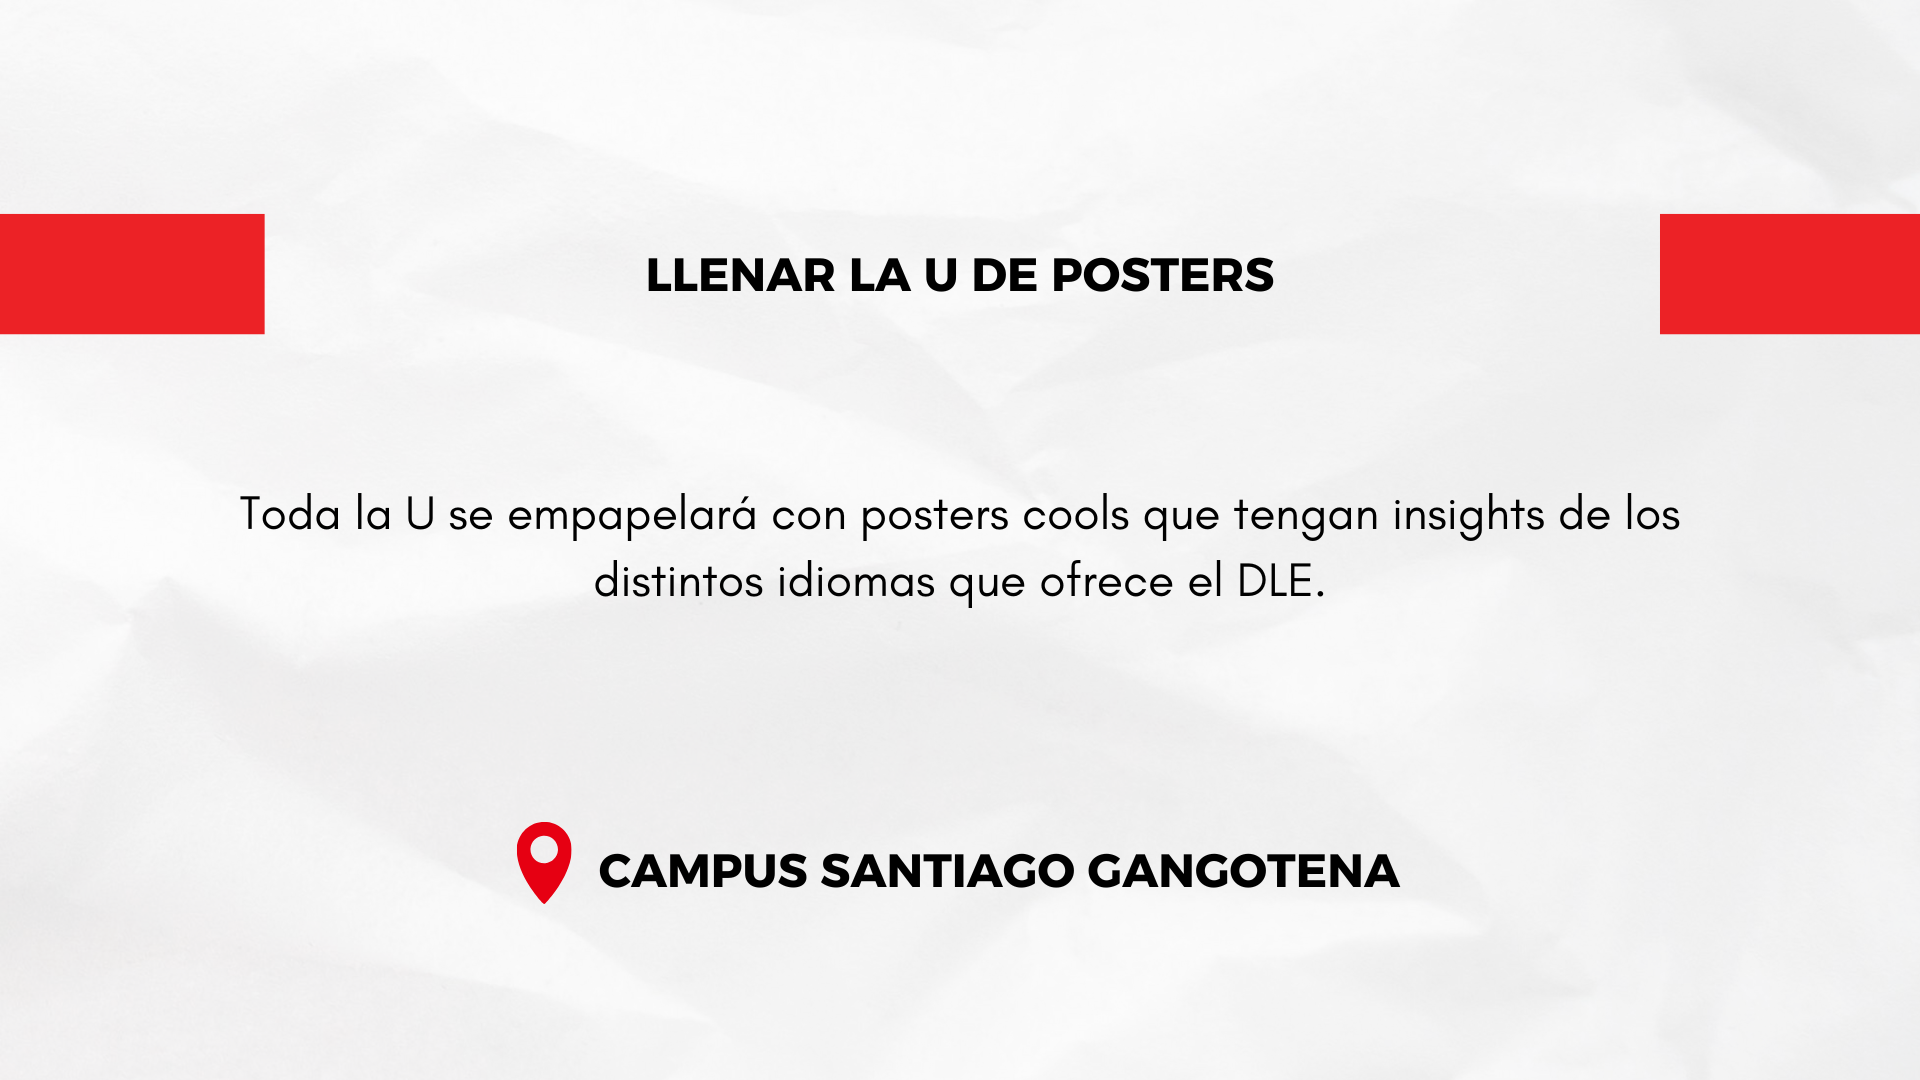 LLENAR LA U DE POSTERS
Toda la U se empapelará con posters cools que tengan insights de los
distintos idiomas que ofrece el DLE.
CAMPUS SANTIAGO GANGOTENA